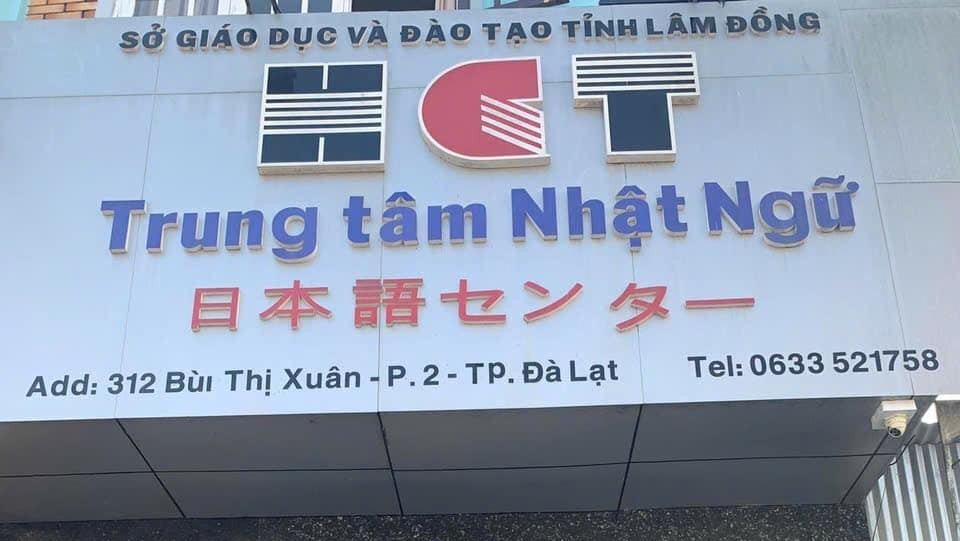 SỞ GIÁO DỤC VÀ ĐÀO TẠO TỈNH LÂM ĐỒNG
HCT
Trung tâm Nhật Ngữ
日本語センター
Add: 312 Bùi Thị Xuân - P. 2 - TP. Đà Lạt Tel: 0633 521758